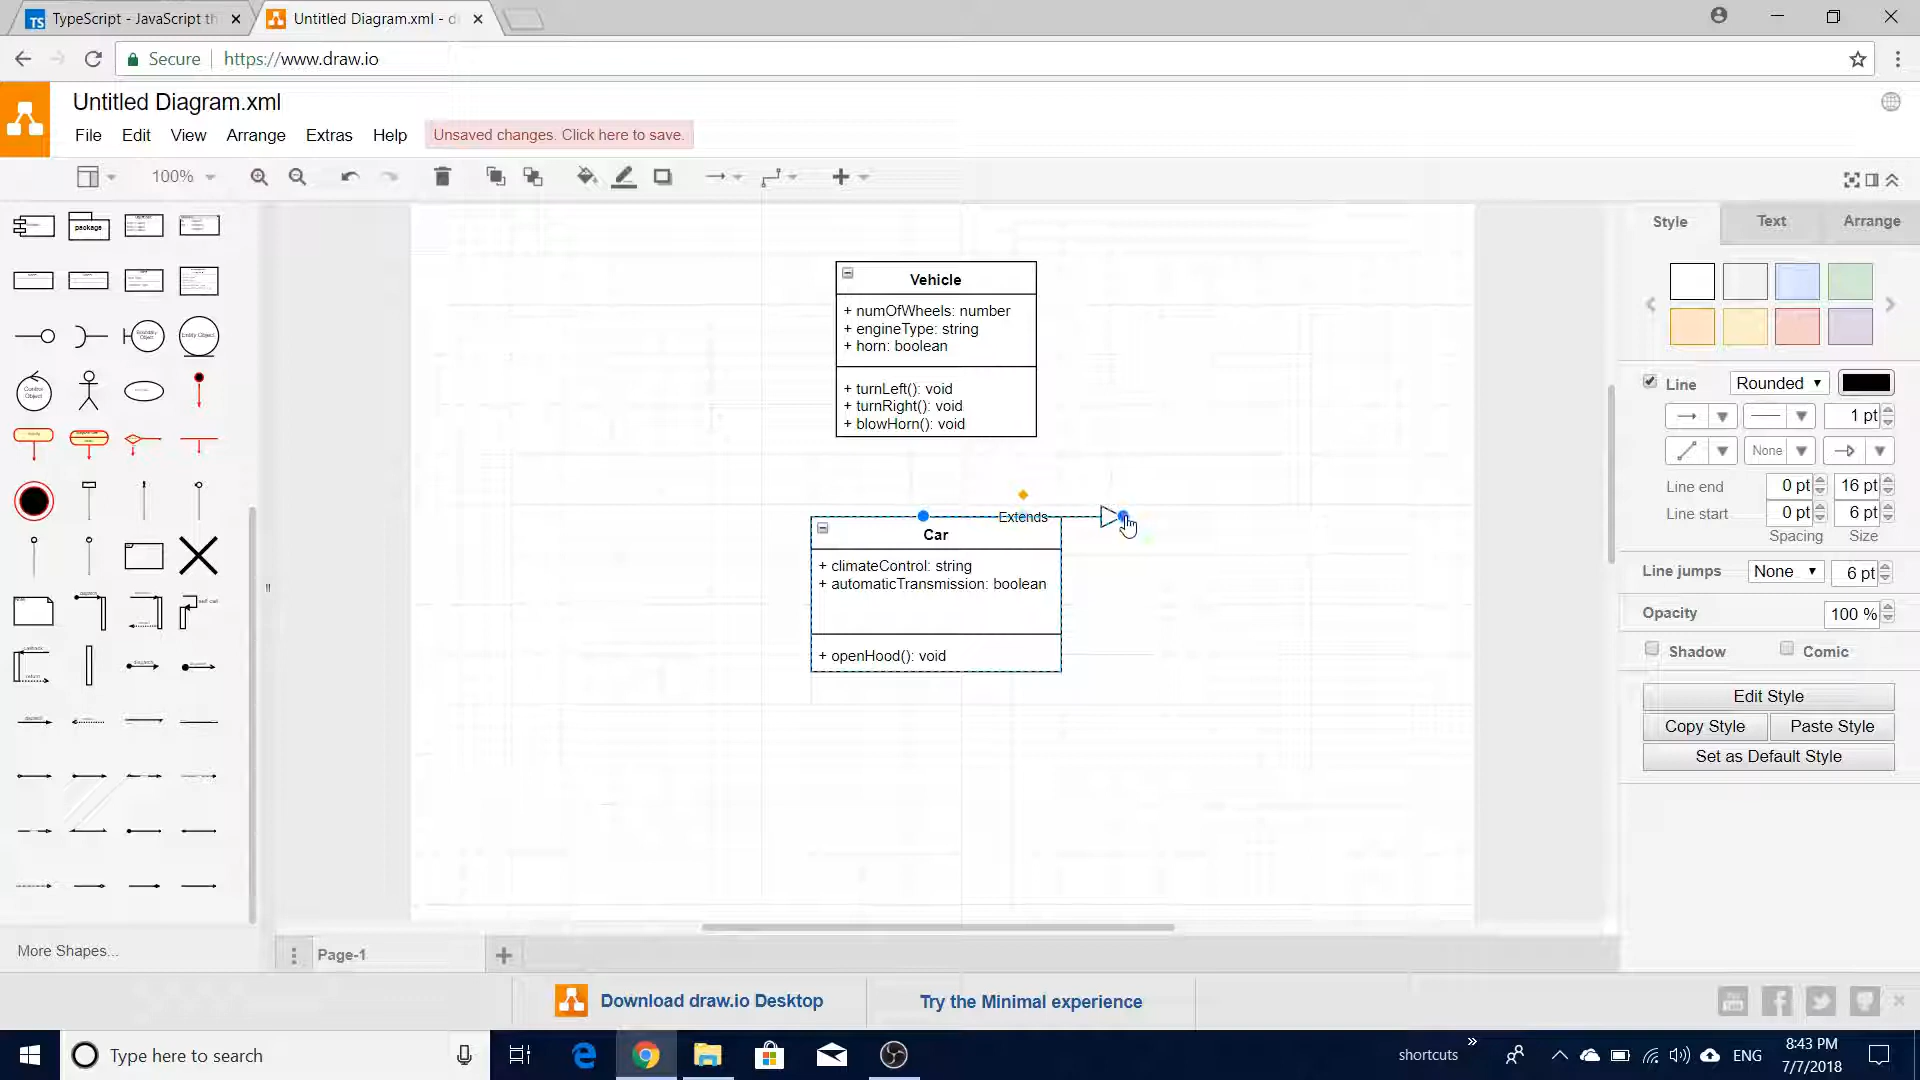 TypeScript - JavaScript th
Untitled Diagram.xml - d
Secure
https://www.draw.io
Untitled Diagram.xml
File Edit View Arrange Extras Help
Unsaved changes. Click here to save.
100%
Style Text Arrange
package
Vehicle
+ numOfWheels: number
+ engineType: string
+ horn: boolean
+ turnLeft(): void
+ turnRight(): void
+ blowHorn(): void
Extends
Car
+ climateControl: string
+ automaticTransmission: boolean
+ openHood(): void
Line Rounded
1 pt
None
Line end 0 pt 16 pt
Line start 0 pt 6 pt
Spacing Size
Line jumps None 6 pt
Opacity 100 %
Shadow Comic
Edit Style
Copy Style Paste Style
Set as Default Style
More Shapes...
Page-1
Download draw.io Desktop
Try the Minimal experience
Type here to search
shortcuts
ENG
8:43 PM
7/7/2018